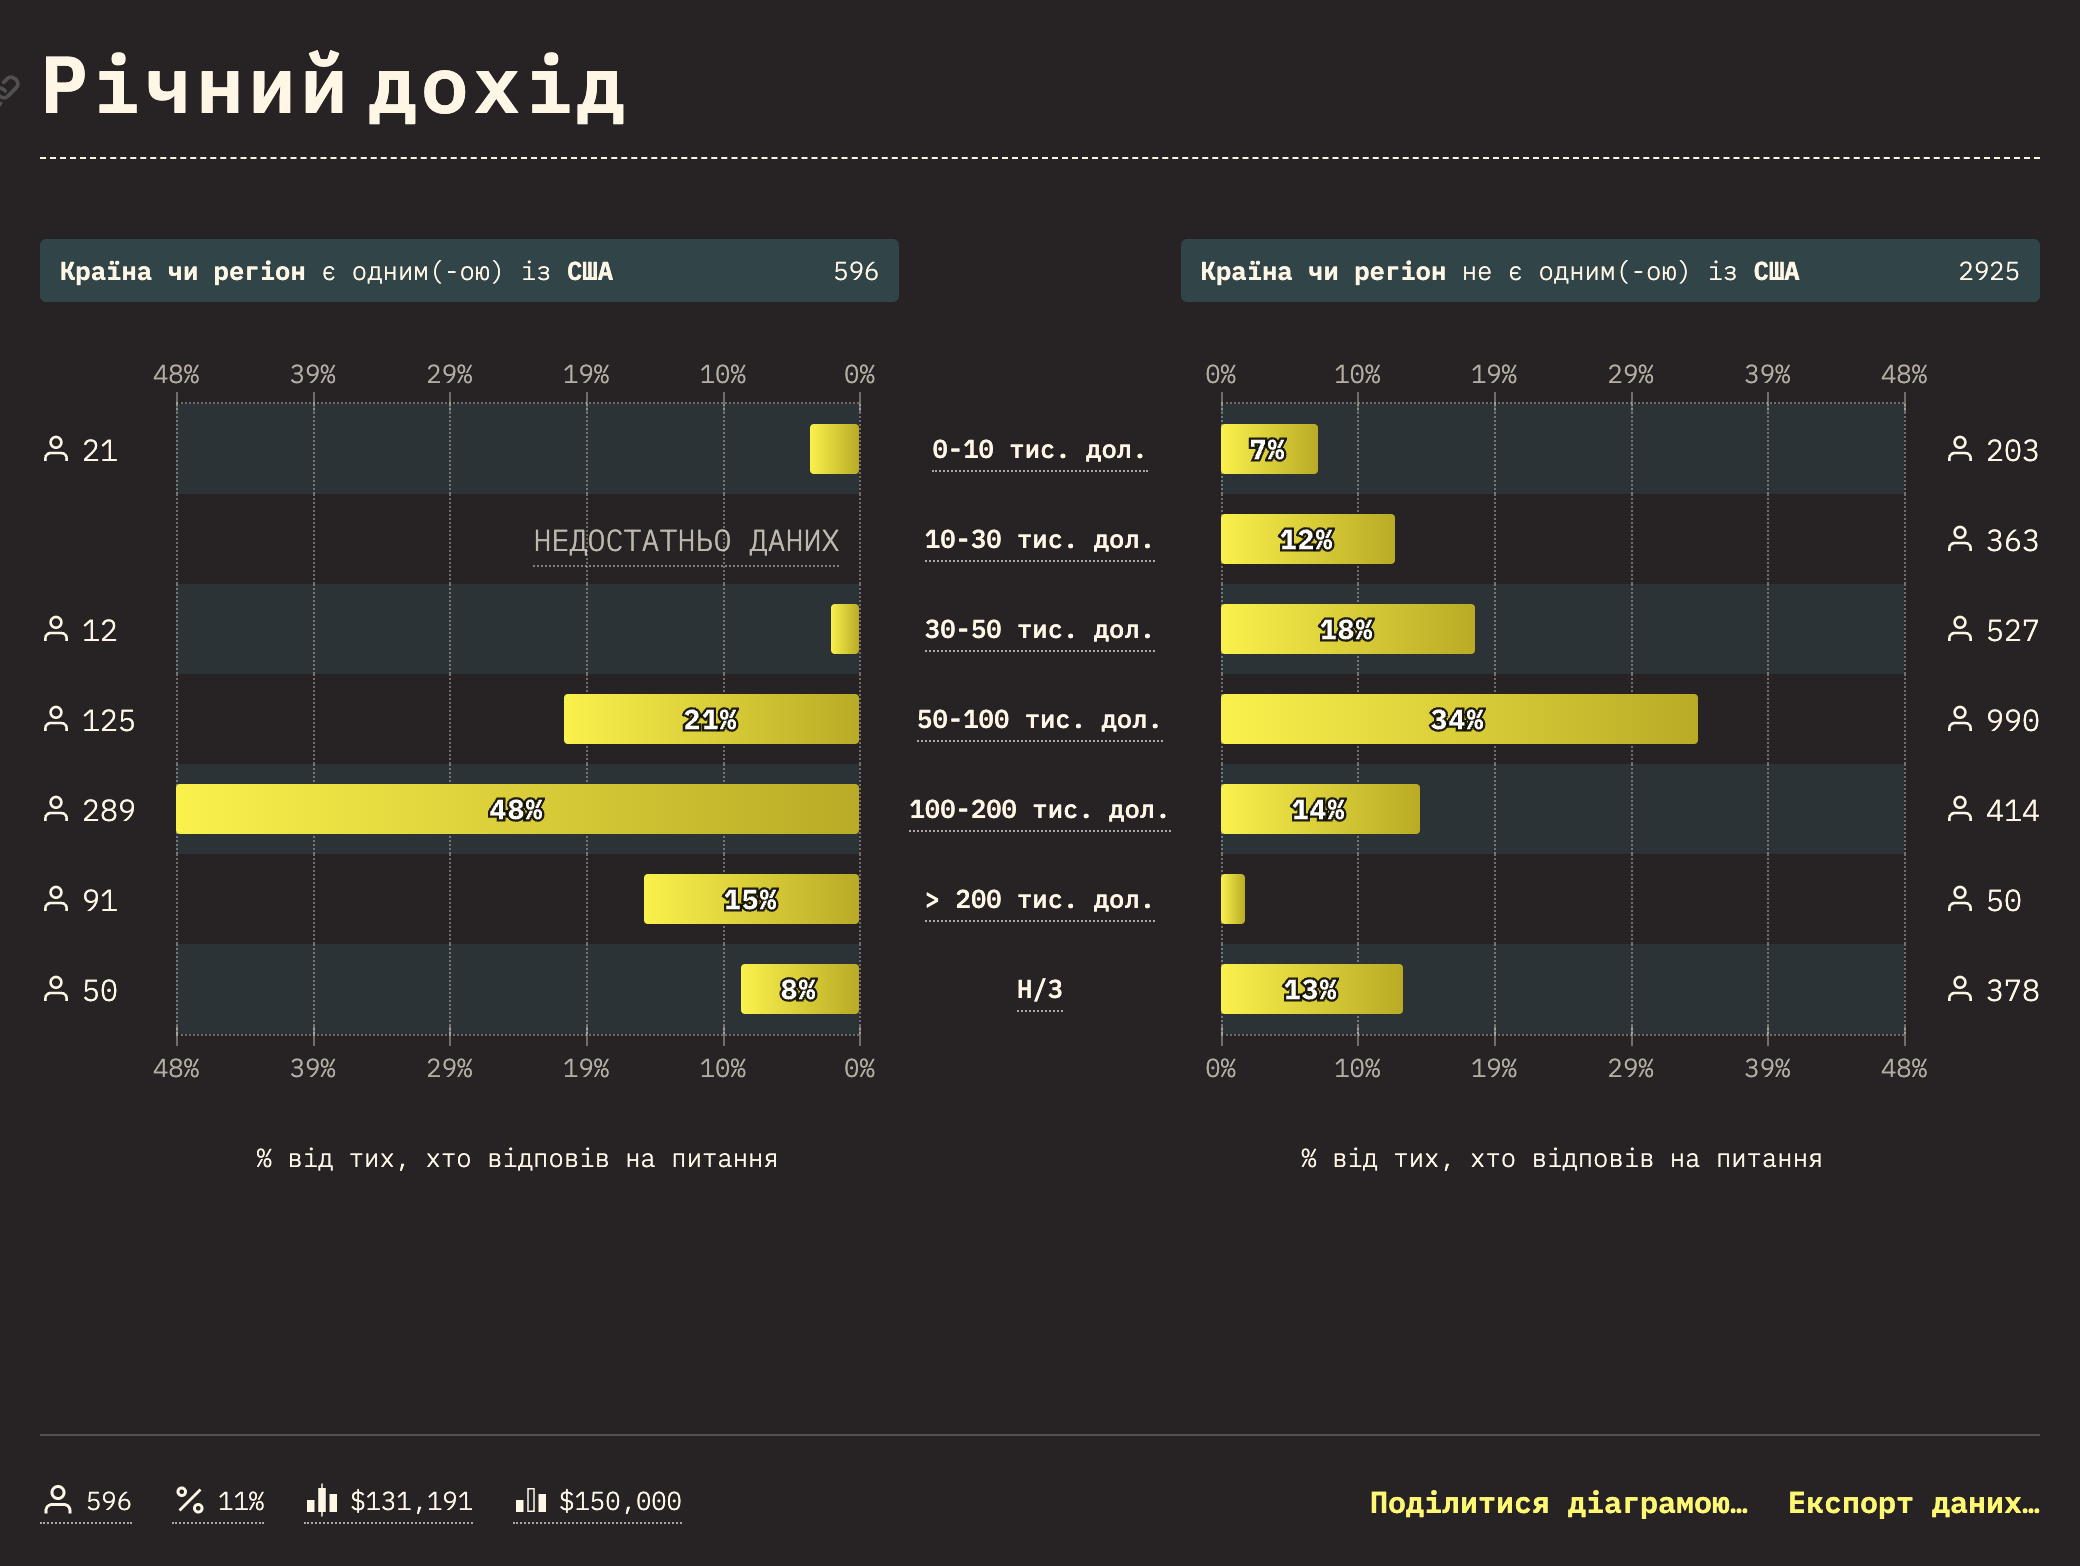 Річний дохід
Країна чи регіон є одним(-ою) із США 596
Країна чи регіон не є одним(-ою) із США 2925
48% 39% 29% 19% 10% 0%
0% 10% 19% 29% 39% 48%
21 0-10 тис. дол. 7% 203
НЕДОСТАТНЬО ДАНИХ 10-30 тис. дол. 12% 363
12 30-50 тис. дол. 18% 527
125 21% 50-100 тис. дол. 34% 990
289 48% 100-200 тис. дол. 14% 414
91 15% > 200 тис. дол. 50
50 8% Н/З 13% 378
48% 39% 29% 19% 10% 0%
0% 10% 19% 29% 39% 48%
% від тих, хто відповів на питання
% від тих, хто відповів на питання
596 11% $131,191 $150,000
Поділитися діаграмою… Експорт даних…